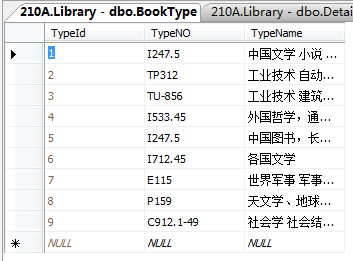 210A.Library - dbo.BookType 210A.Library - dbo.Deta
TypeId TypeNO TypeName
1 I247.5 中国文学 小说 ...
2 TP312 工业技术 自动...
3 TU-856 工业技术 建筑...
4 I533.45 外国哲学，通...
5 I247.5 中国图书，长...
6 I712.45 各国文学
7 E115 世界军事 军事...
8 P159 天文学、地球...
9 C912.1-49 社会学 社会结...
NULL NULL NULL